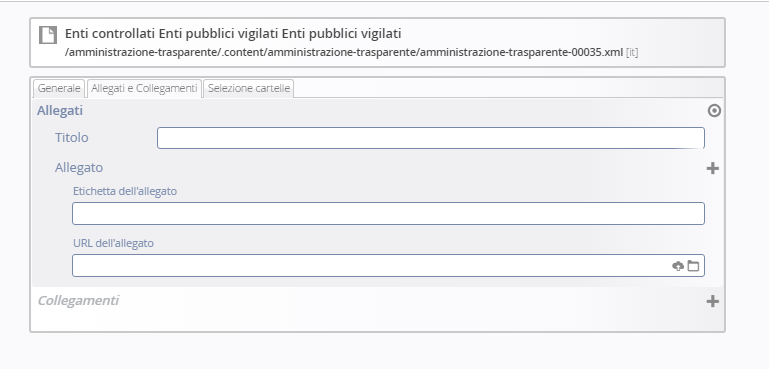 Enti controllati Enti pubblici vigilati Enti pubblici vigilati
/amministrazione-trasparente/.content/amministrazione-trasparente/amministrazione-trasparente-00035.xml [it]
Generale Allegati e Collegamenti Selezione cartelle
Allegati
Titolo
Allegato
Etichetta dell'allegato
URL dell'allegato
Collegamenti